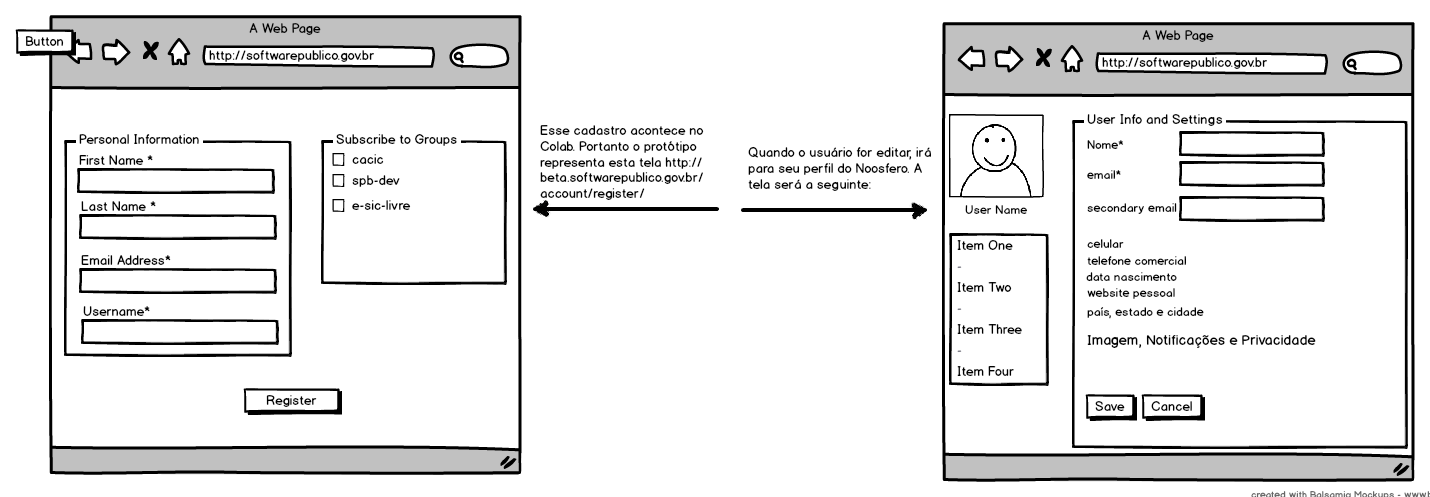 A Web Page
Button
http://softwarepublico.gov.br
Personal Information
First Name *
Last Name *
Email Address*
Username*
Subscribe to Groups
cacic
spb-dev
e-sic-livre
Register
Esse cadastro acontece no
Colab. Portanto o protótipo
representa esta tela http://
beta.softwarepublico.gov.br/
account/register/
Quando o usuário for editar, irá
para seu perfil do Noosfero. A
tela será a seguinte:
A Web Page
http://softwarepublico.gov.br
User Name
Item One
-
Item Two
-
Item Three
-
Item Four
User Info and Settings
Nome*
email*
secondary email
celular
telefone comercial
data nascimento
website pessoal
país, estado e cidade
Imagem, Notificações e Privacidade
Save
Cancel
created with Balsamiq Mockups - www.b